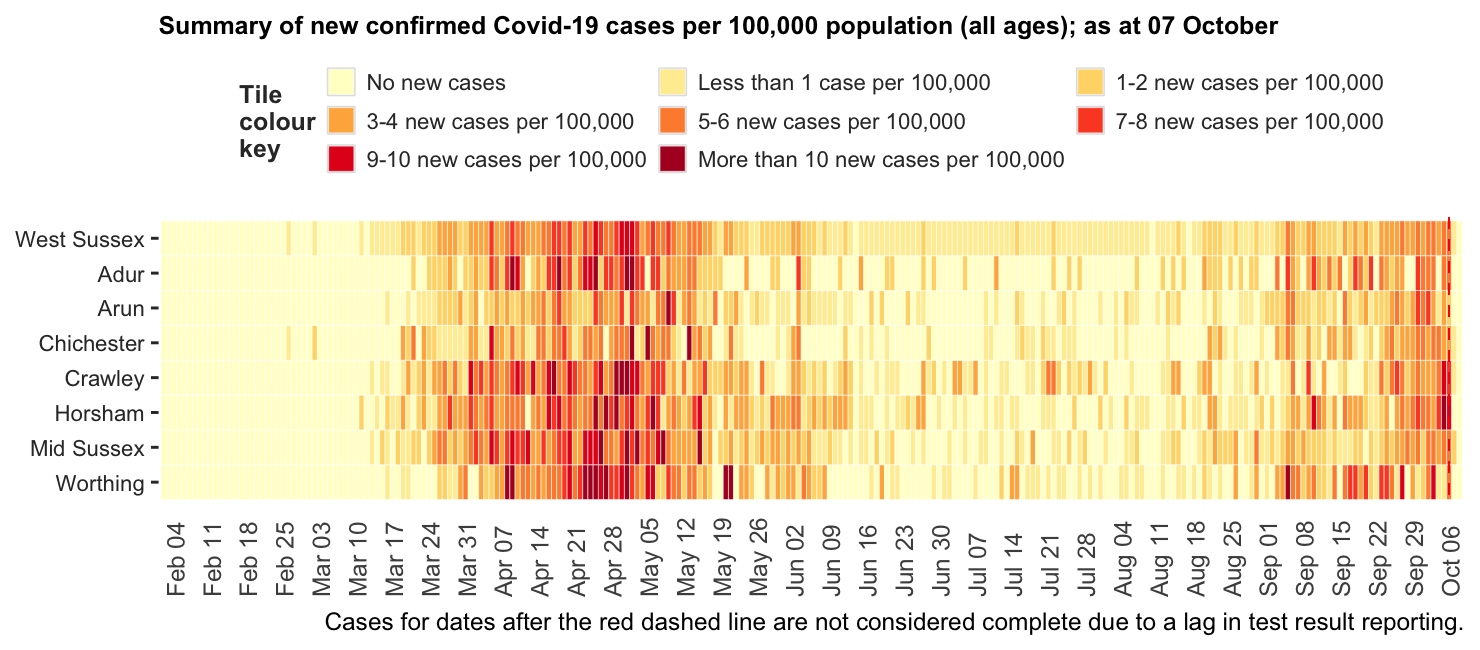 Summary of new confirmed Covid-19 cases per 100,000 population (all ages); as at 07 October
Tile
colour
key
No new cases
Less than 1 case per 100,000
1-2 new cases per 100,000
3-4 new cases per 100,000
5-6 new cases per 100,000
7-8 new cases per 100,000
9-10 new cases per 100,000
More than 10 new cases per 100,000
West Sussex
Adur
Arun
Chichester
Crawley
Horsham
Mid Sussex
Worthing
Feb 04
Feb 11
Feb 18
Feb 25
Mar 03
Mar 10
Mar 17
Mar 24
Mar 31
Apr 07
Apr 14
Apr 21
Apr 28
May 05
May 12
May 19
May 26
Jun 02
Jun 09
Jun 16
Jun 23
Jun 30
Jul 07
Jul 14
Jul 21
Jul 28
Aug 04
Aug 11
Aug 18
Aug 25
Sep 01
Sep 08
Sep 15
Sep 22
Sep 29
Oct 06
Cases for dates after the red dashed line are not considered complete due to a lag in test result reporting.